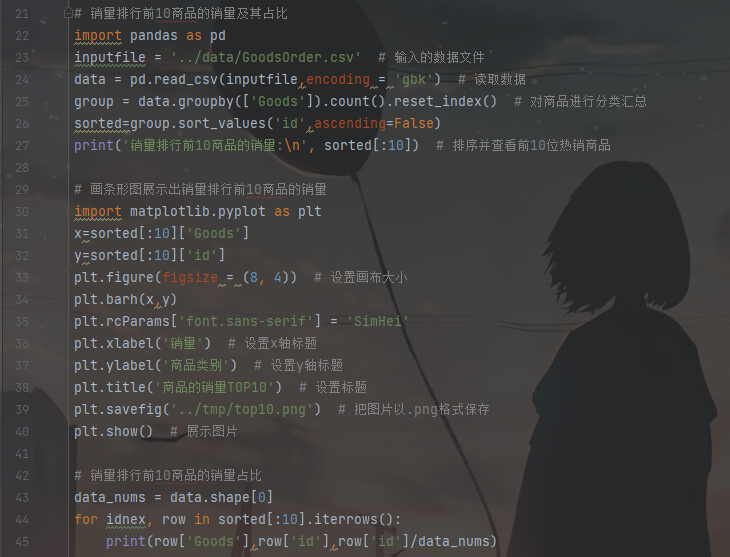 21 # 销量排行前10商品的销量及其占比
22 import pandas as pd
23 inputfile = '../data/GoodsOrder.csv'  # 输入的数据文件
24 data = pd.read_csv(inputfile,encoding = 'gbk')  # 读取数据
25 group = data.groupby(['Goods']).count().reset_index()  # 对商品进行分类汇总
26 sorted=group.sort_values('id',ascending=False)
27 print('销量排行前10商品的销量:\n', sorted[:10])  # 排序并查看前10位热销商品
28
29 # 画条形图展示出销量排行前10商品的销量
30 import matplotlib.pyplot as plt
31 x=sorted[:10]['Goods']
32 y=sorted[:10]['id']
33 plt.figure(figsize = (8, 4))  # 设置画布大小
34 plt.barh(x,y)
35 plt.rcParams['font.sans-serif'] = 'SimHei'
36 plt.xlabel('销量')  # 设置x轴标题
37 plt.ylabel('商品类别')  # 设置y轴标题
38 plt.title('商品的销量TOP10')  # 设置标题
39 plt.savefig('../tmp/top10.png')  # 把图片以.png格式保存
40 plt.show()  # 展示图片
41
42 # 销量排行前10商品的销量占比
43 data_nums = data.shape[0]
44 for idnex, row in sorted[:10].iterrows():
45     print(row['Goods'],row['id'],row['id']/data_nums)